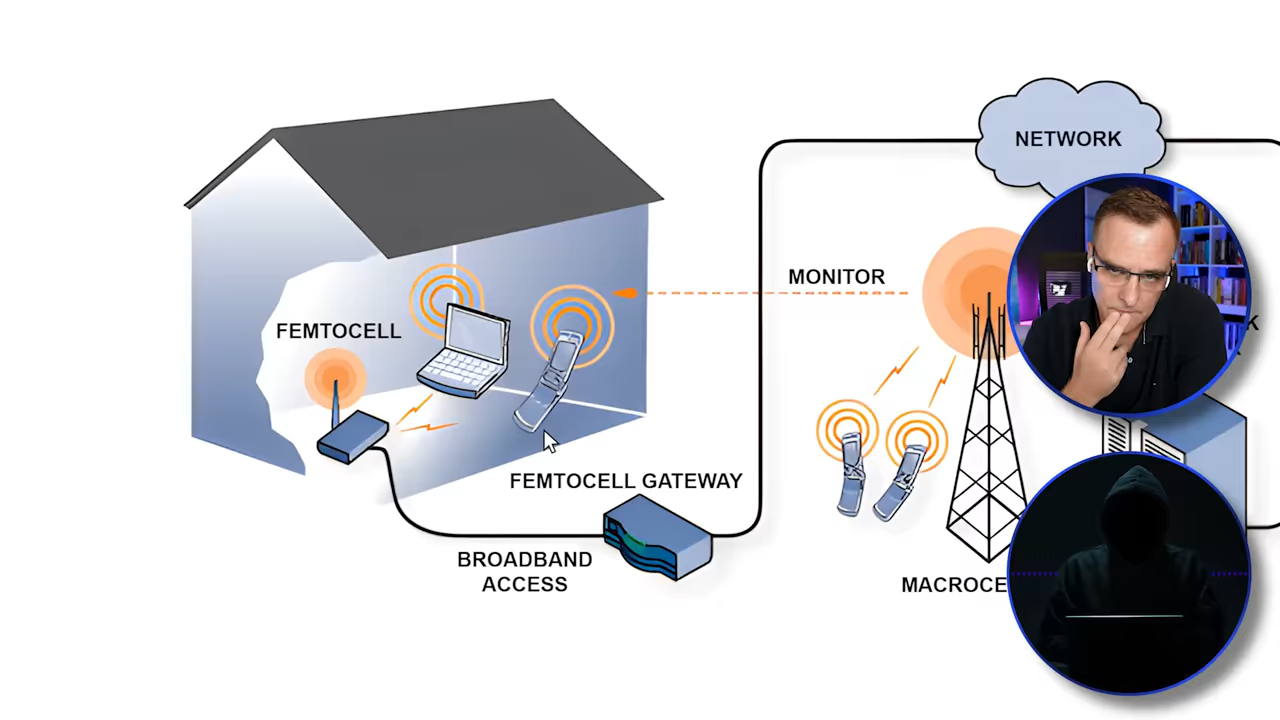 NETWORK
MONITOR
FEMTOCELL
FEMTOCELL GATEWAY
BROADBAND
ACCESS